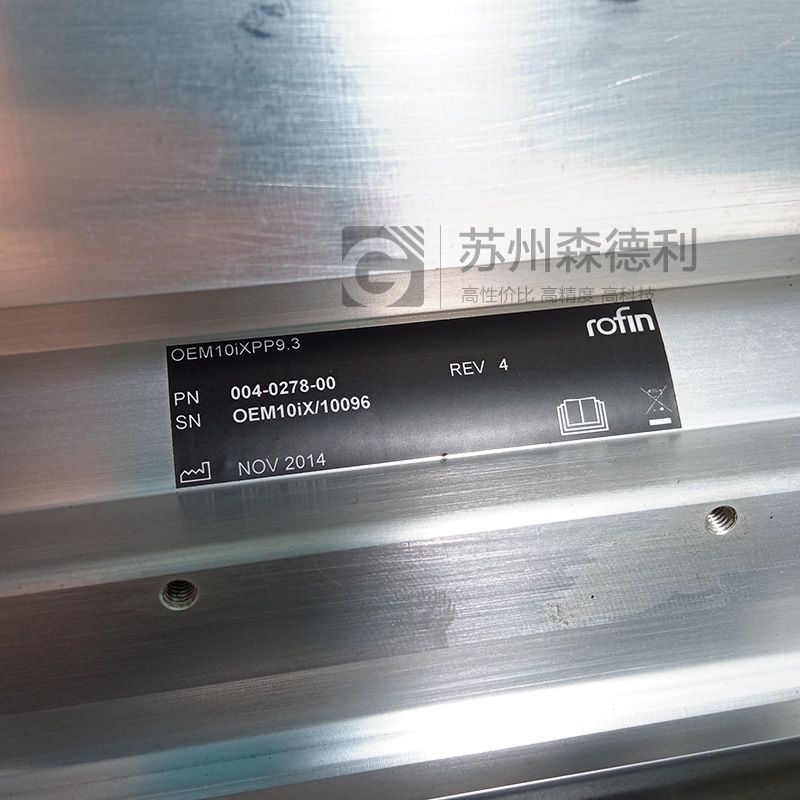 苏州森德利
高性价比 高精度 高科技
rofin
OEM10iXPP9.3
PN 004-0278-00 REV 4
SN OEM10iX/10096
NOV 2014